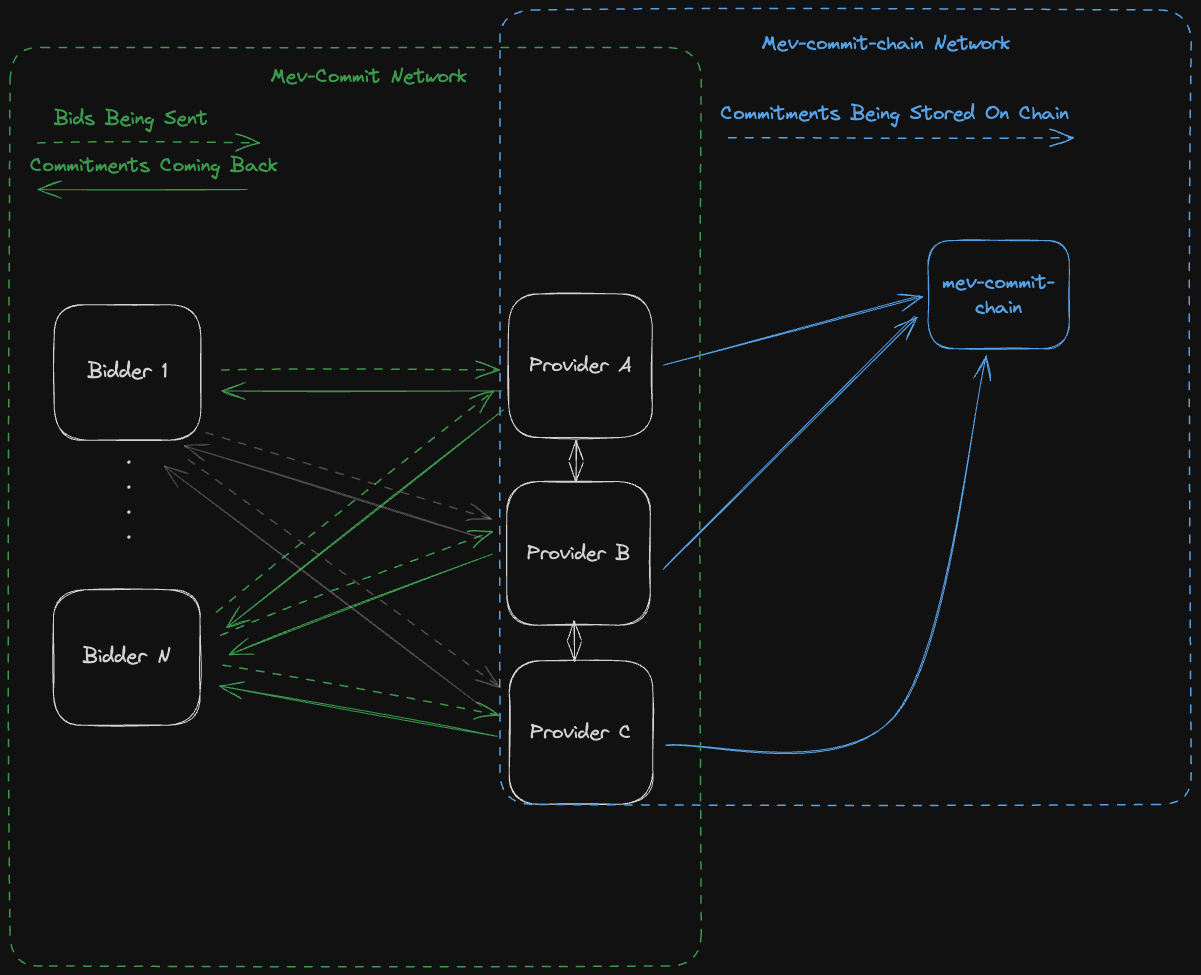 Mev-commit-chain Network
Mev-Commit Network
Bids Being Sent
Commitments Being Stored On Chain
Commitments Coming Back
mev-commit-
chain
Bidder 1
Provider A
Provider B
Bidder N
Provider C